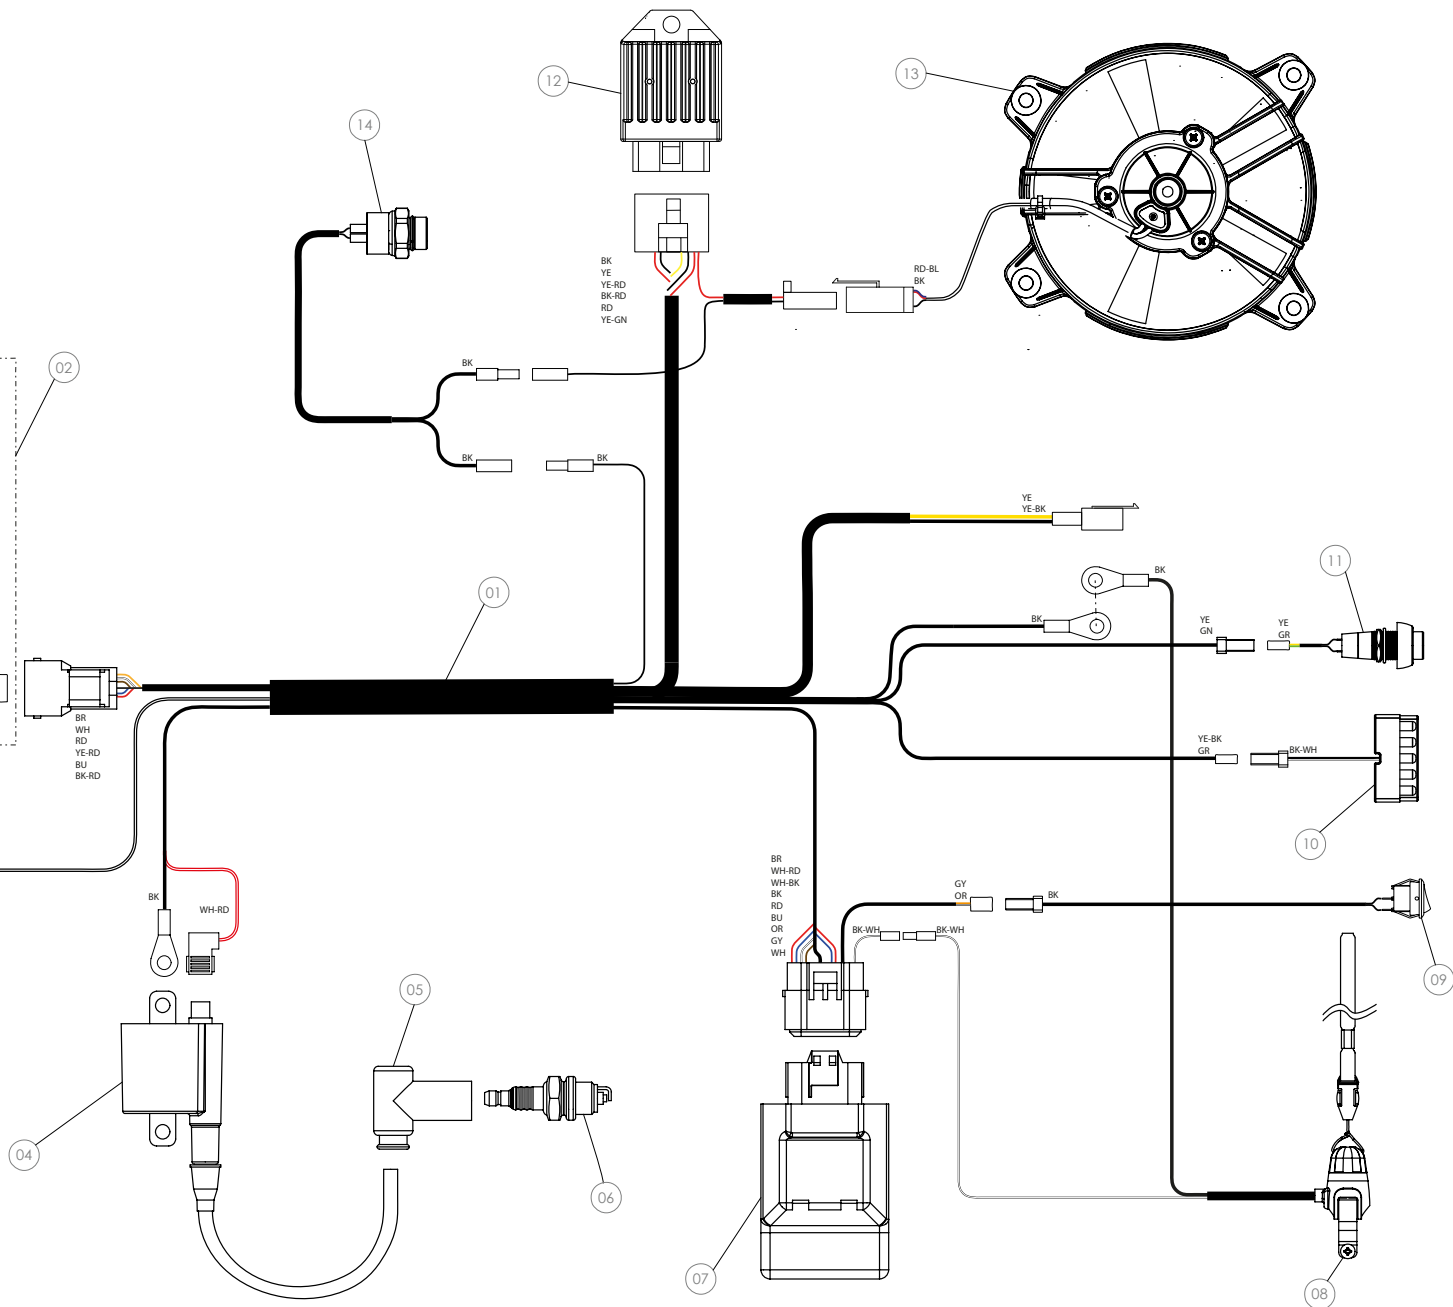 12
13
14
BK
YE
YE-RD
BK-RD
RD
YE-GN
RD-BL
BK
02
BK
BK
BK
YE
YE-BK
01
11
BK
BK
YE
GN
YE
GR
BR
WH
RD
YE-RD
BU
BK-RD
YE-BK
GR
BK-WH
10
BR
WH-RD
WH-BK
BK
RD
BU
OR
GY
WH
GY
OR
BK
BK
WH-RD
BK-WH
BK-WH
09
05
04
06
07
08